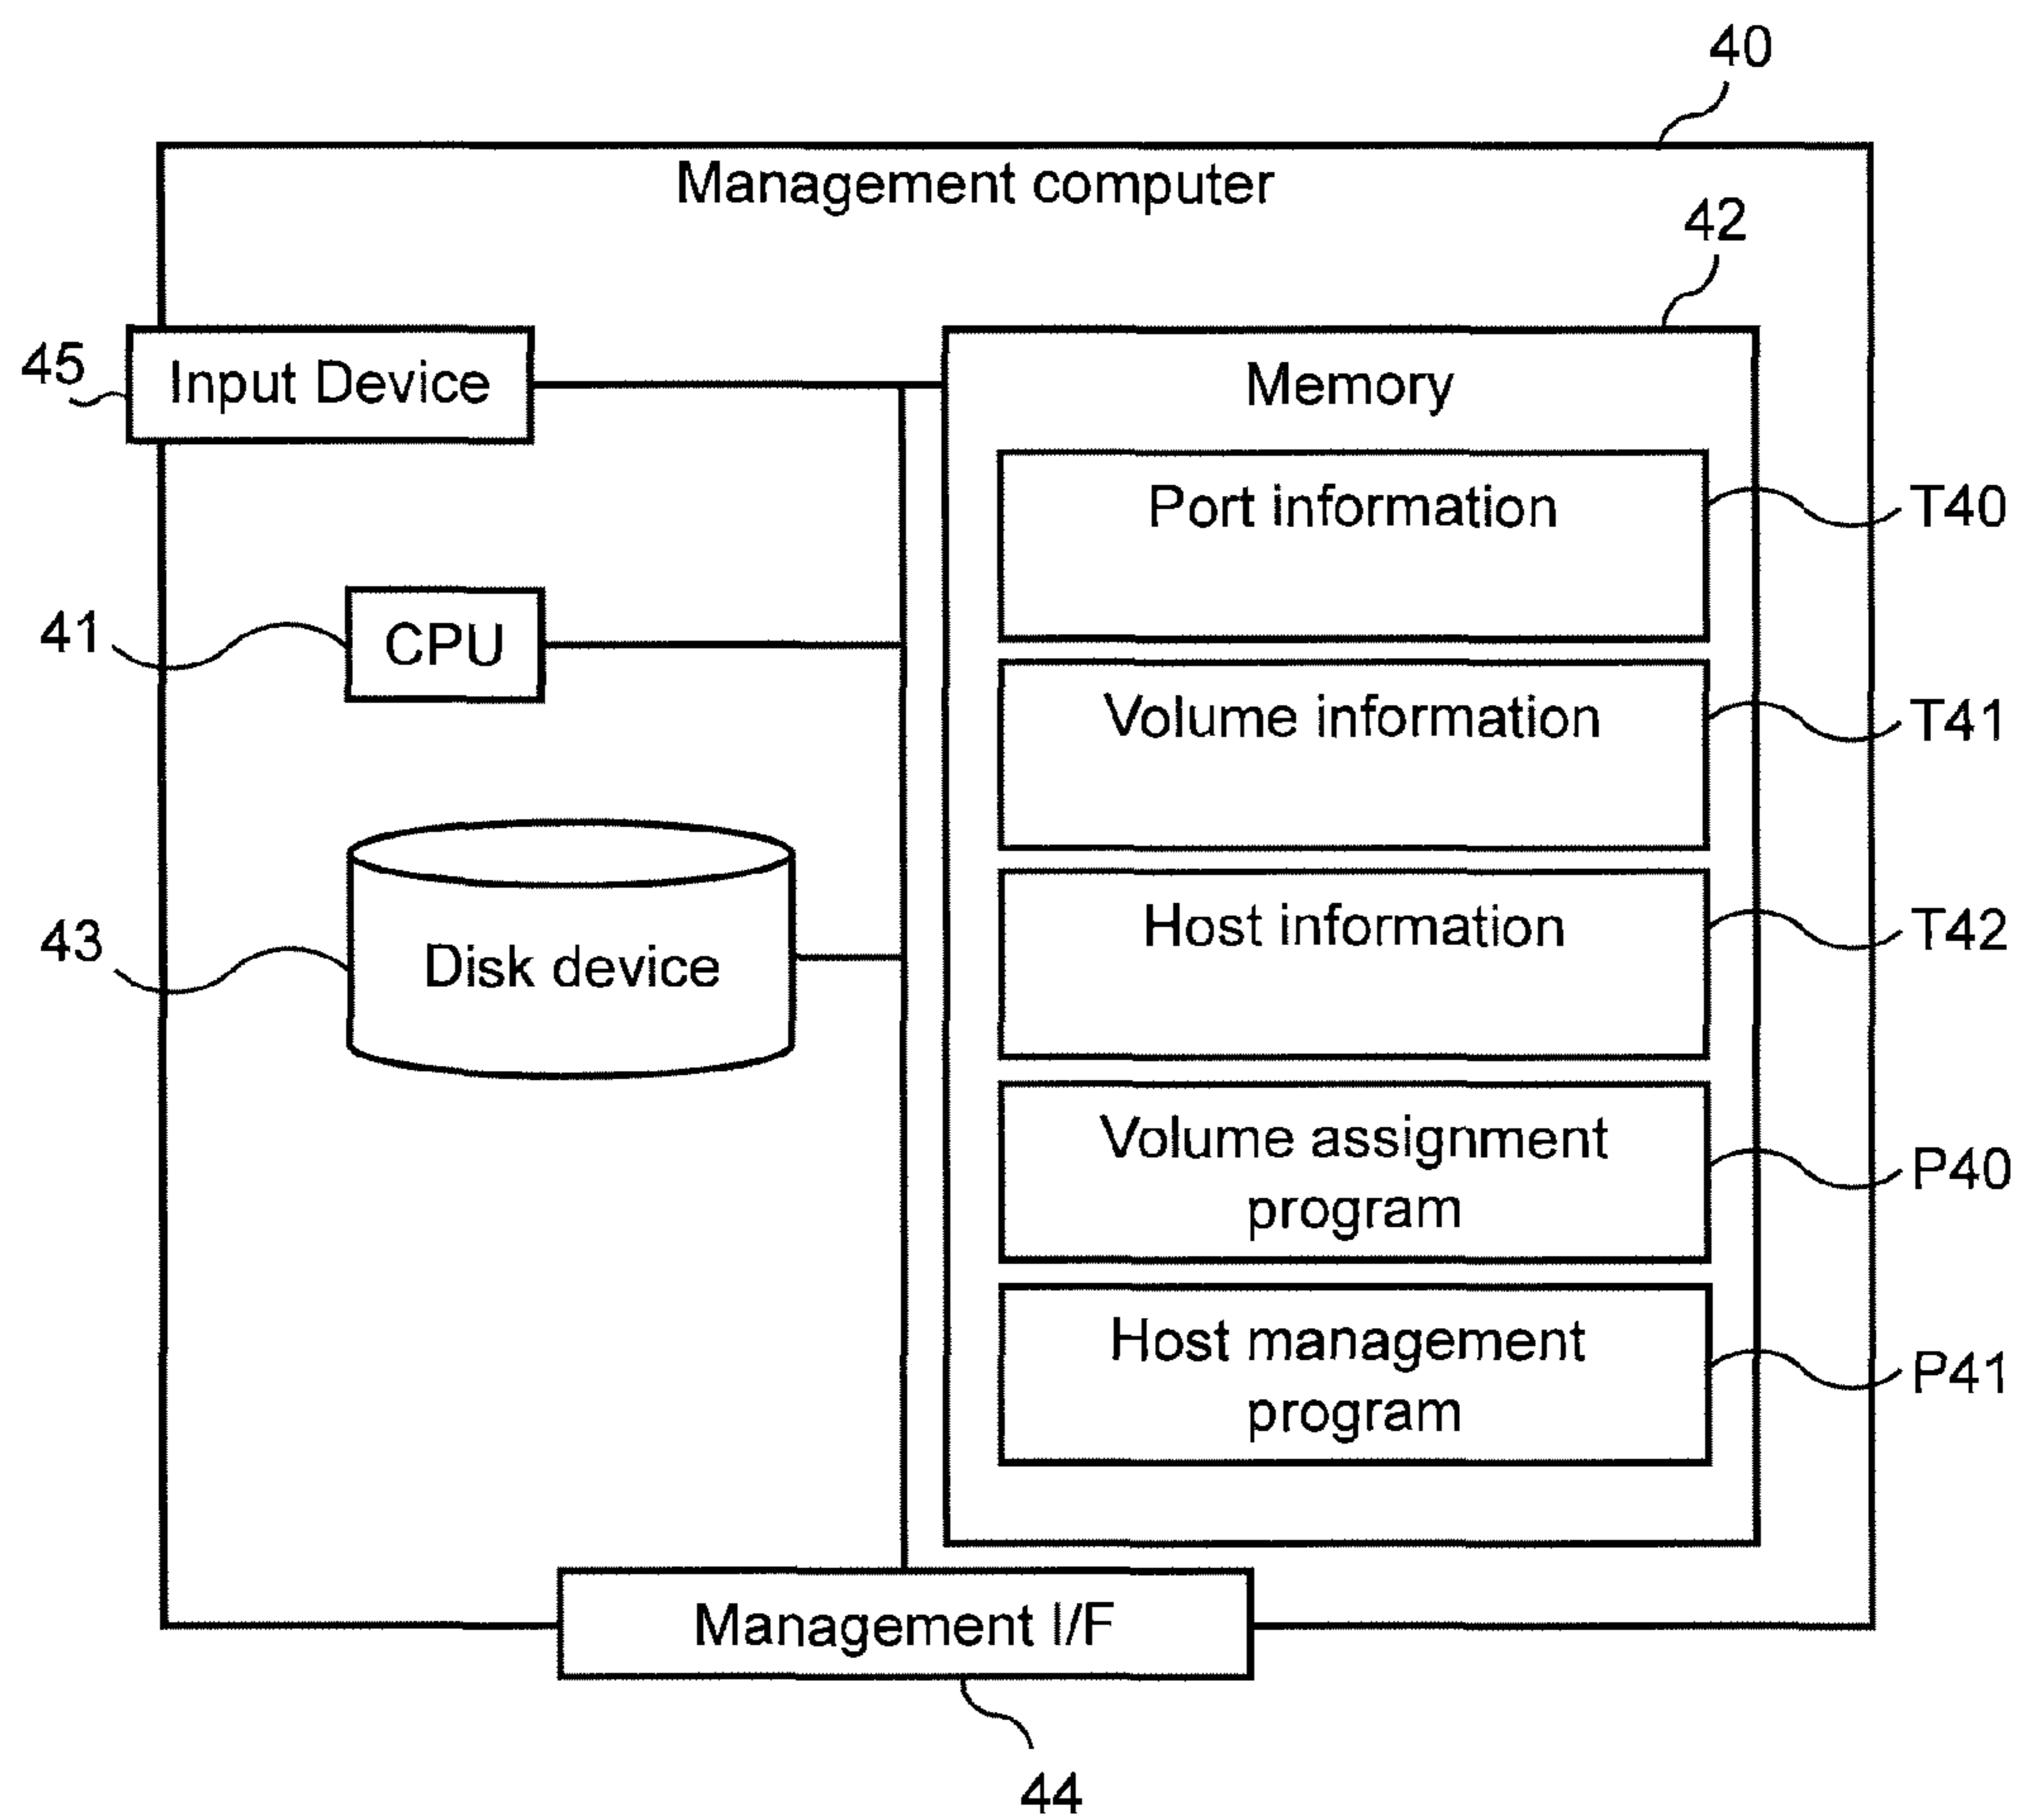 40
Management computer
42
45
Input Device
Memory
Port information
T40
41
CPU
Volume information
T41
43
Disk device
Host information
T42
Volume assignment
program
P40
Host management
program
P41
Management I/F
44